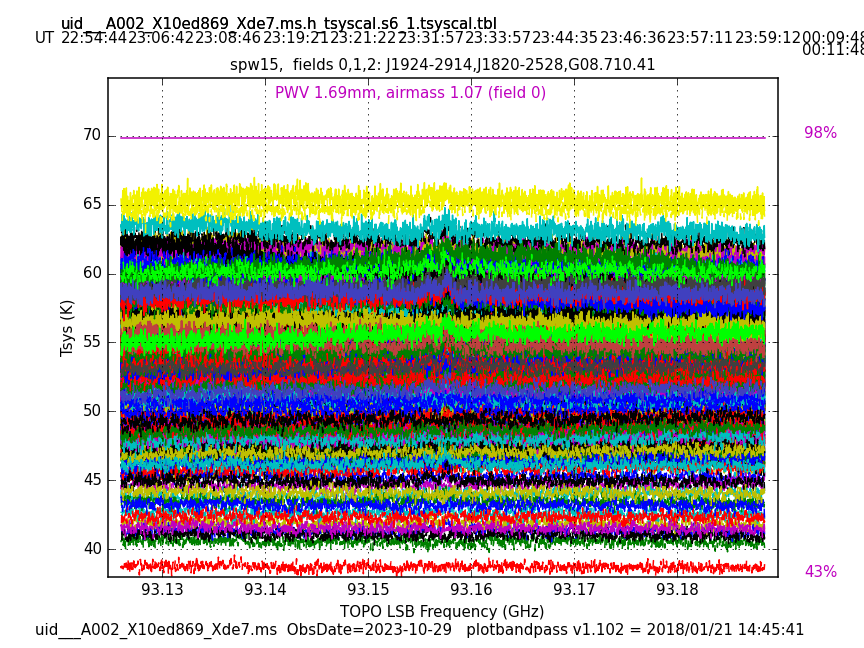 uid___A002_X10ed869_Xde7.ms.h_tsyscal.s6_1.tsyscal.tbl
UT 22:54:44 23:06:42 23:08:46 23:19:21 23:21:22 23:31:57 23:33:57 23:44:35 23:46:36 23:57:11 23:59:12 00:09:48
00:11:48
spw15,  fields 0,1,2: J1924-2914,J1820-2528,G08.710.41
PWV 1.69mm, airmass 1.07 (field 0)
98%
70
65
60
55
50
45
40
Tsys (K)
43%
93.13 93.14 93.15 93.16 93.17 93.18
TOPO LSB Frequency (GHz)
uid___A002_X10ed869_Xde7.ms  ObsDate=2023-10-29   plotbandpass v1.102 = 2018/01/21 14:45:41